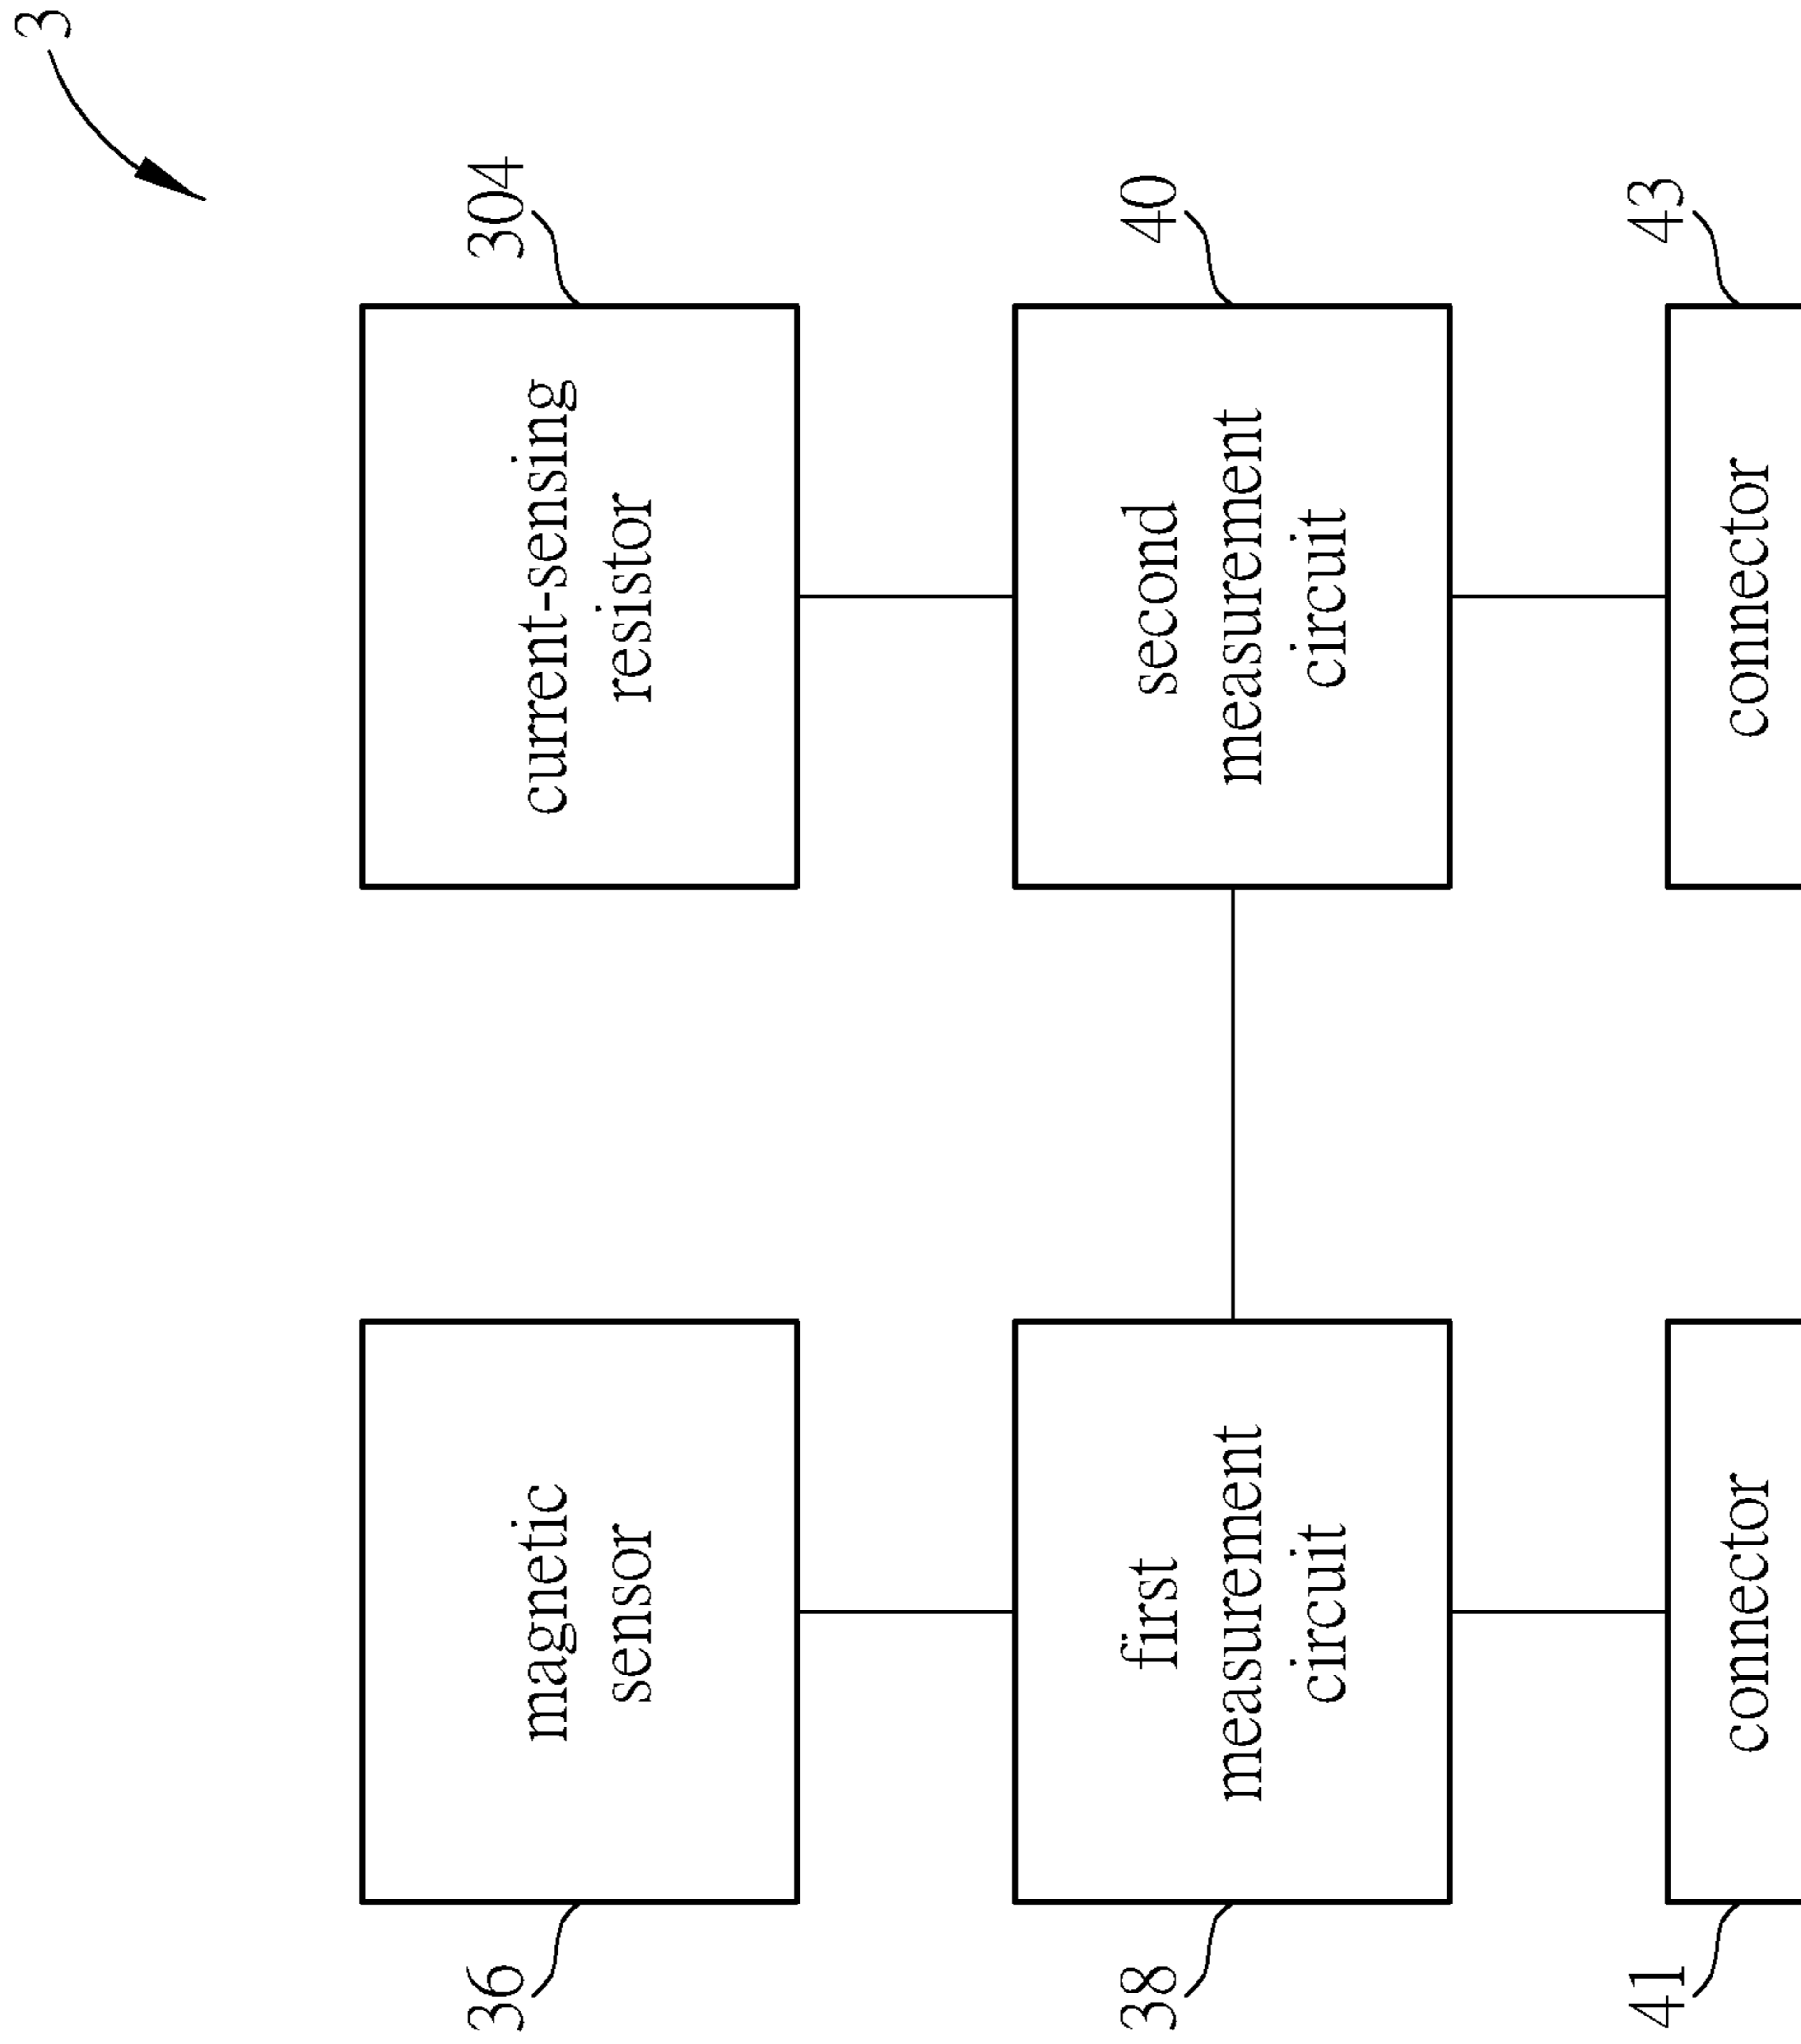 3
36
magnetic
sensor
current-sensing
resistor
304
38
first
measurement
circuit
second
measurement
circuit
40
41
connector
connector
43